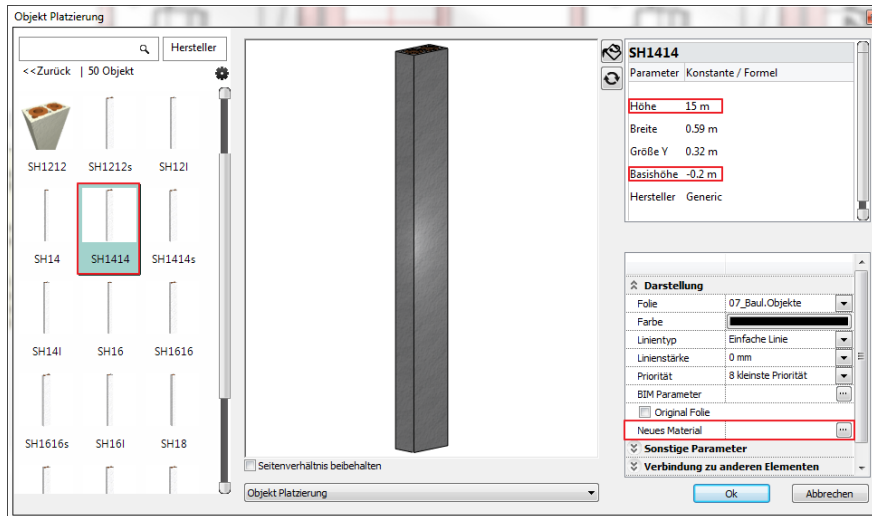 Objekt Platzierung
Hersteller
<<Zurück | 50 Objekt
SH1212 SH1212s SH12l
SH14 SH1414 SH1414s
SH14l SH16 SH1616
SH1616s SH16l SH18
Seitenverhältnis beibehalten
Objekt Platzierung
SH1414
Parameter Konstante / Formel
Höhe 15 m
Breite 0.59 m
Größe Y 0.32 m
Basishöhe -0.2 m
Hersteller Generic
Darstellung
Folie 07_Baul.Objekte
Farbe
Linientyp Einfache Linie
Linienstärke 0 mm
Priorität 8 kleinste Priorität
BIM Parameter ...
Original Folie
Neues Material ...
Sonstige Parameter
Verbindung zu anderen Elementen
Ok Abbrechen